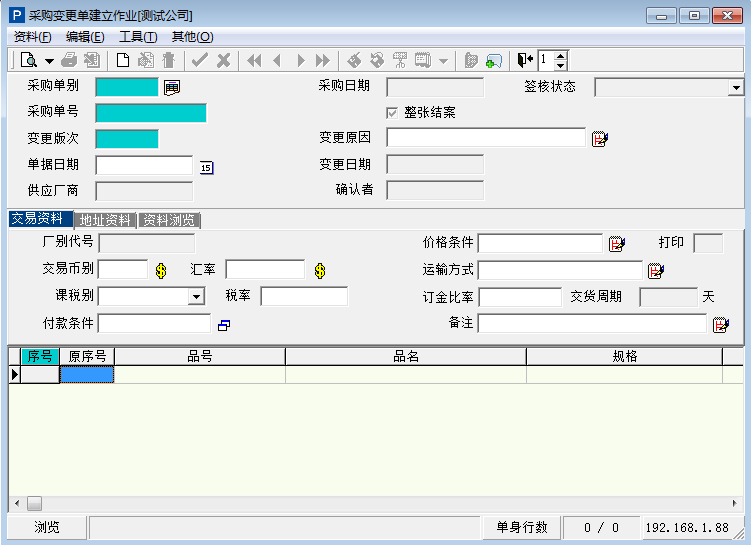 P 采购变更单建立作业[测试公司]
资料(F) 编辑(E) 工具(T) 其他(O)
1
采购单别 采购日期 签核状态
采购单号 整张结案
变更版次 变更原因
单据日期 15 变更日期
供应厂商 确认者
交易资料 地址资料 资料浏览
厂别代号 价格条件 打印
交易币别 汇率 运输方式
课税别 税率 订金比率 交货周期 天
付款条件 备注
序号 原序号 品号 品名 规格
浏览 单身行数 0 / 0 192.168.1.88